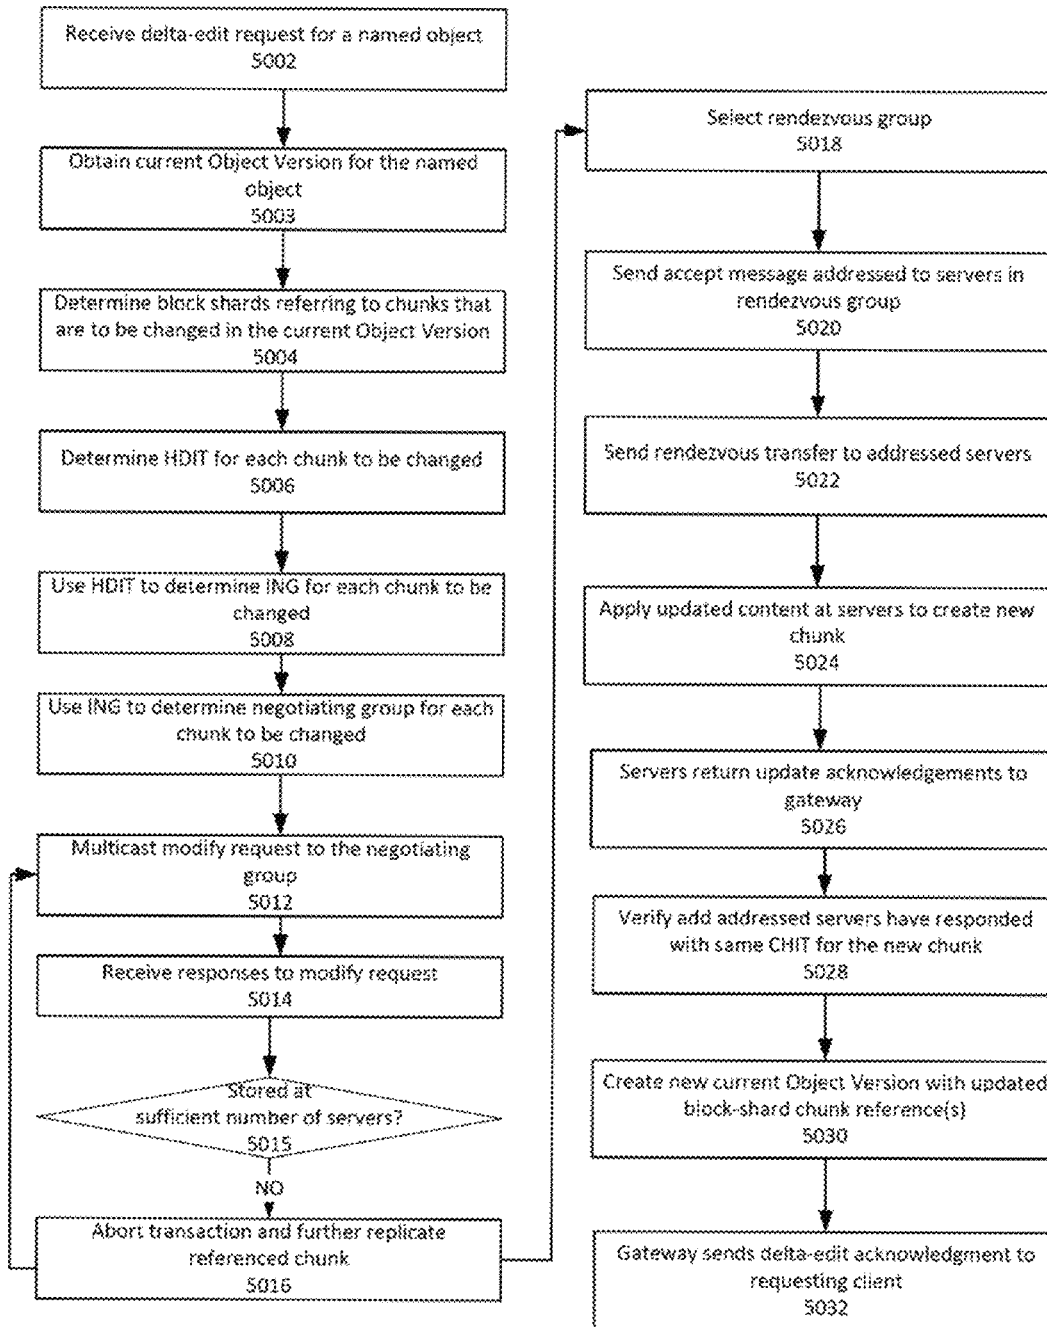 Receive delta-edit request for a named object
5002
Obtain current Object Version for the named
object
5003
Determine block shards referring to chunks that
are to be changed in the current Object Version
5004
Determine HDIT for each chunk to be changed
5006
Use HDIT to determine ING for each chunk to be
changed
5008
Use ING to determine negotiating group for each
chunk to be changed
5010
Multicast modify request to the negotiating
group
5012
Receive responses to modify request
5014
Stored at
sufficient number of servers?
5015
NO
Abort transaction and further replicate
referenced chunk
5016
Select rendezvous group
5018
Send accept message addressed to servers in
rendezvous group
5020
Send rendezvous transfer to addressed servers
5022
Apply updated content at servers to create new
chunk
5024
Servers return update acknowledgements to
gateway
5026
Verify add addressed servers have responded
with same CHIT for the new chunk
5028
Create new current Object Version with updated
block-shard chunk reference(s)
5030
Gateway sends delta-edit acknowledgment to
requesting client
5032